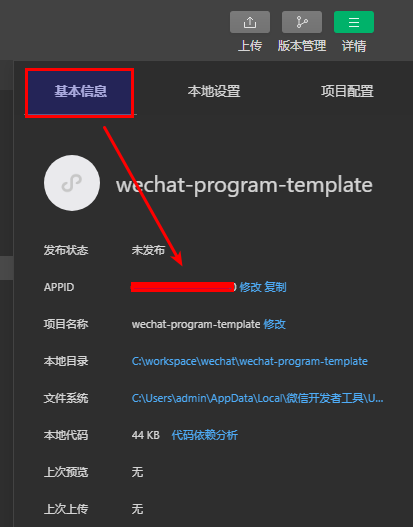 上传 版本管理 详情
基本信息 本地设置 项目配置
wechat-program-template
发布状态 未发布
APPID 0 修改 复制
项目名称 wechat-program-template 修改
本地目录 C:\workspace\wechat\wechat-program-template
文件系统 C:\Users\admin\AppData\Local\微信开发者工具\U...
本地代码 44 KB 代码依赖分析
上次预览 无
上次上传 无